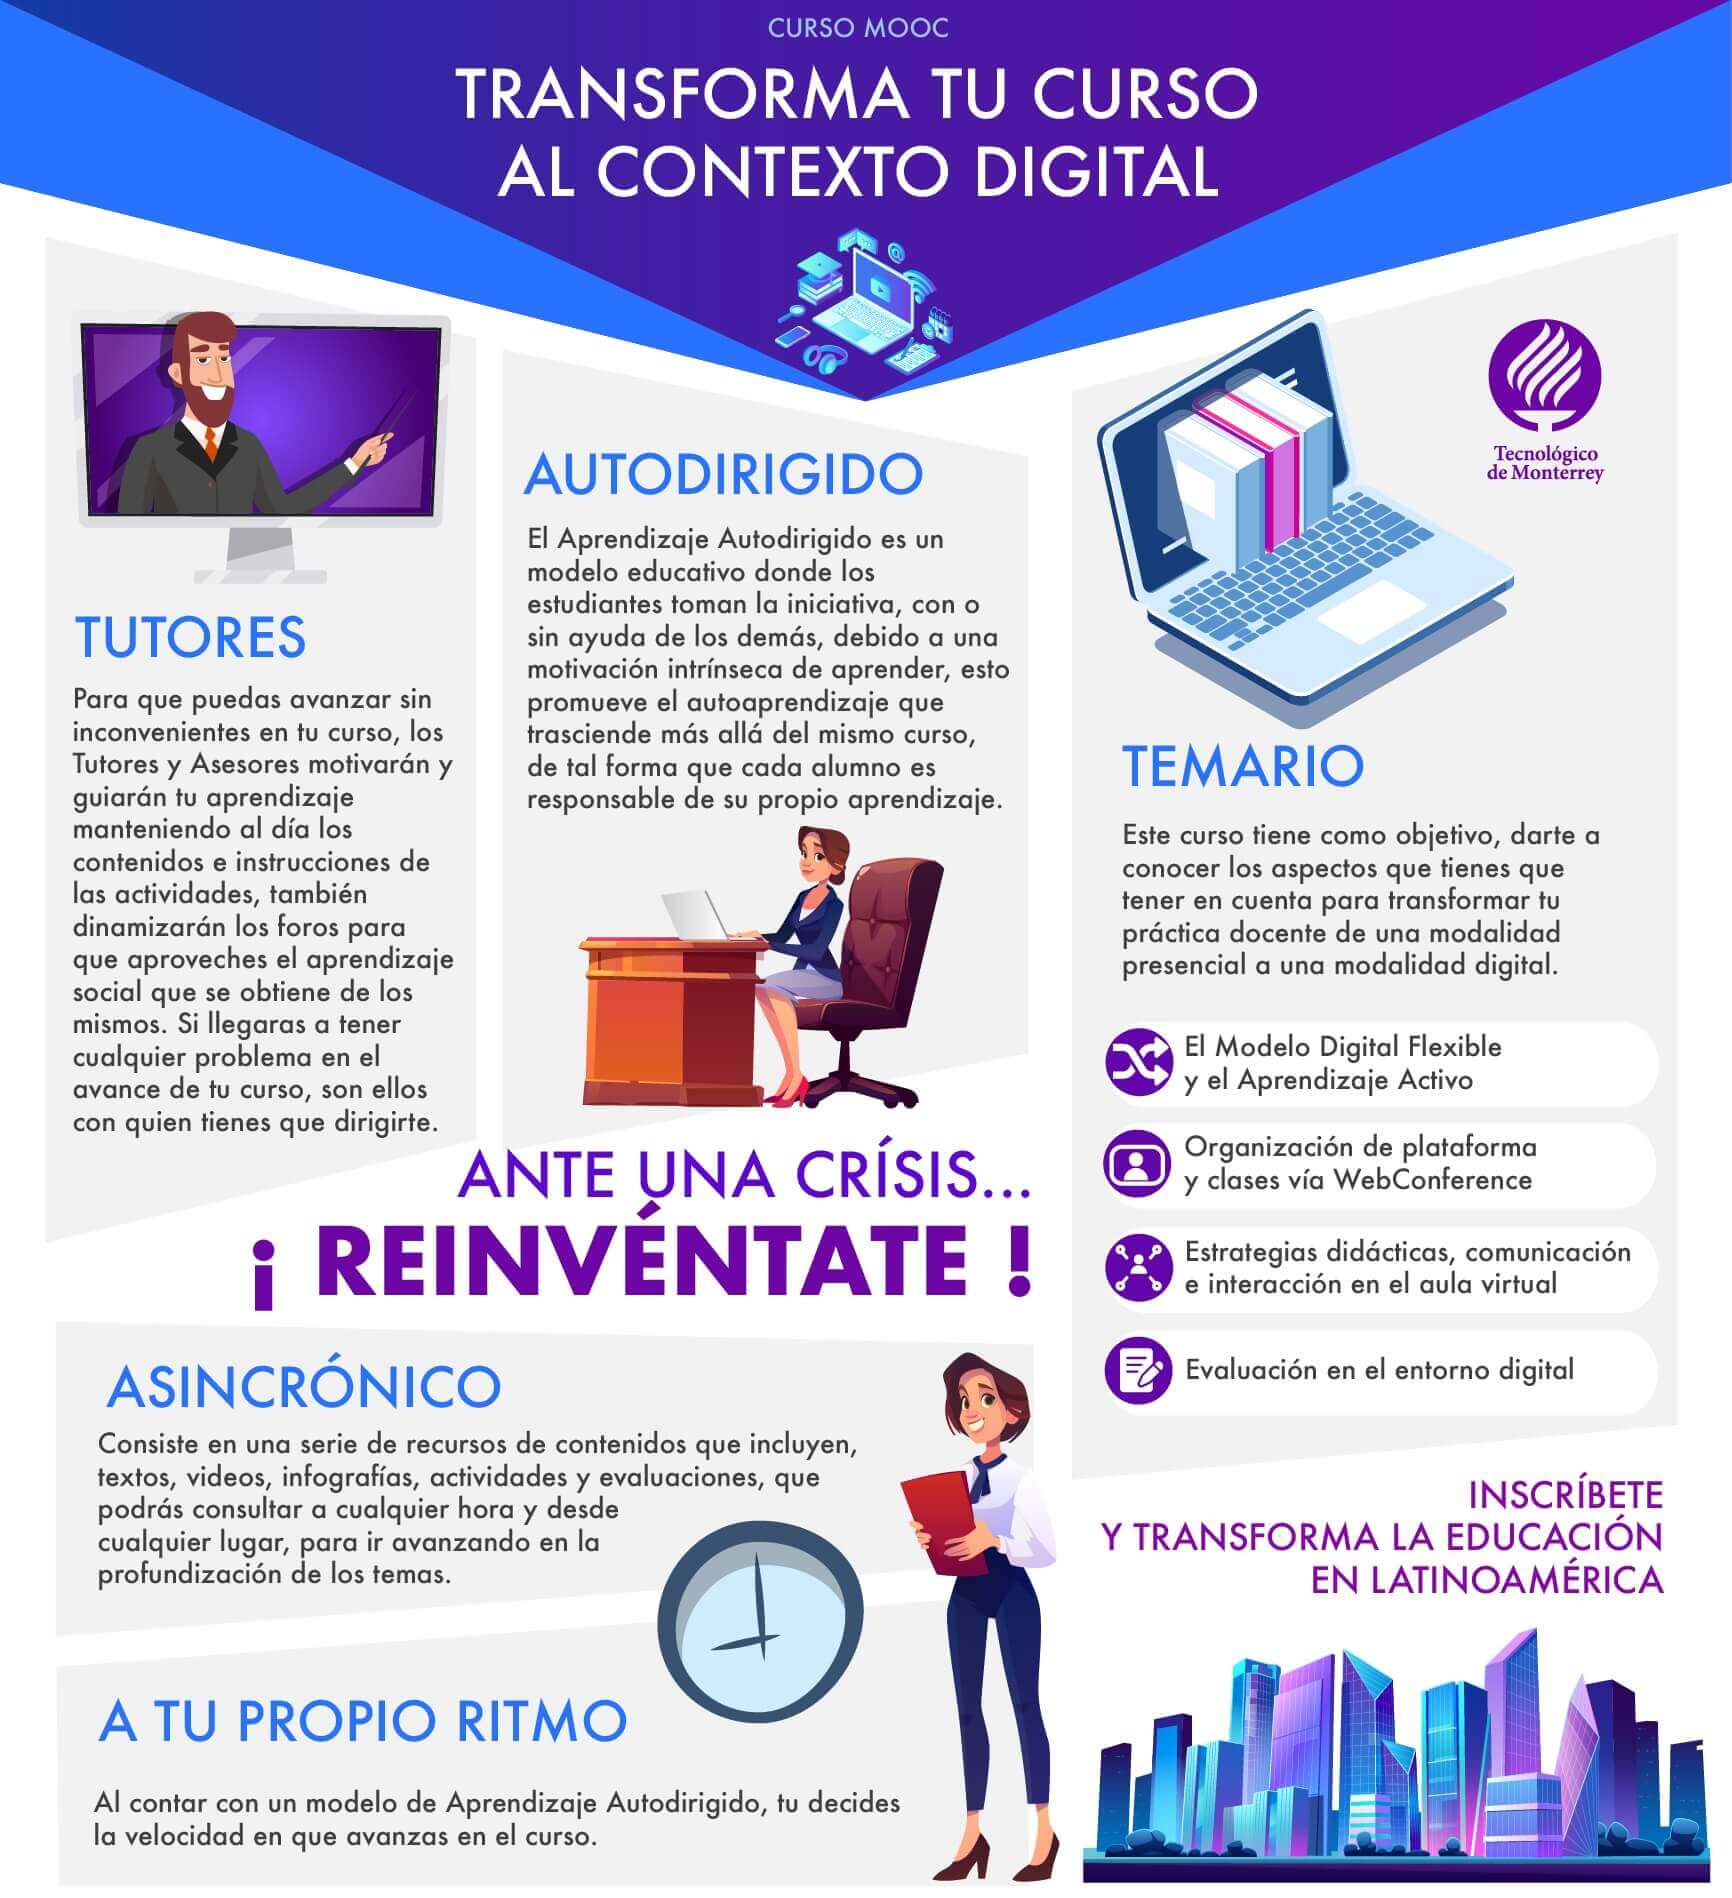 CURSO MOOC
TRANSFORMA TU CURSO
AL CONTEXTO DIGITAL
TUTORES
Para que puedas avanzar sin
inconvenientes en tu curso, los
Tutores y Asesores motivarán y
guiarán tu aprendizaje
manteniendo al día los
contenidos e instrucciones de
las actividades, también
dinamizarán los foros para
que aproveches el aprendizaje
social que se obtiene de los
mismos. Si llegaras a tener
cualquier problema en el
avance de tu curso, son ellos
con quien tienes que dirigirte.
AUTODIRIGIDO
El Aprendizaje Autodirigido es un
modelo educativo donde los
estudiantes toman la iniciativa, con o
sin ayuda de los demás, debido a una
motivación intrínseca de aprender, esto
promueve el autoaprendizaje que
trasciende más allá del mismo curso,
de tal forma que cada alumno es
responsable de su propio aprendizaje.
Tecnológico
de Monterrey
TEMARIO
Este curso tiene como objetivo, darte a
conocer los aspectos que tienes que
tener en cuenta para transformar tu
práctica docente de una modalidad
presencial a una modalidad digital.
El Modelo Digital Flexible
y el Aprendizaje Activo
Organización de plataforma
y clases vía WebConference
Estrategias didácticas, comunicación
e interacción en el aula virtual
Evaluación en el entorno digital
ANTE UNA CRÍSIS...
¡ REINVÉNTATE !
ASINCRÓNICO
Consiste en una serie de recursos de contenidos que incluyen,
textos, videos, infografías, actividades y evaluaciones, que
podrás consultar a cualquier hora y desde
cualquier lugar, para ir avanzando en la
profundización de los temas.
A TU PROPIO RITMO
Al contar con un modelo de Aprendizaje Autodirigido, tu decides
la velocidad en que avanzas en el curso.
INSCRÍBETE
Y TRANSFORMA LA EDUCACIÓN
EN LATINOAMÉRICA